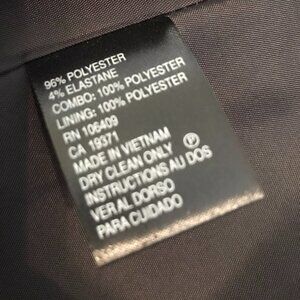 96% POLYESTER
4% ELASTANE
COMBO: 100% POLYESTER
LINING: 100% POLYESTER
RN 106409
CA 19371
MADE IN VIETNAM
DRY CLEAN ONLY Ⓟ
INSTRUCTIONS AU DOS
VER AL DORSO
PARA CUIDADO